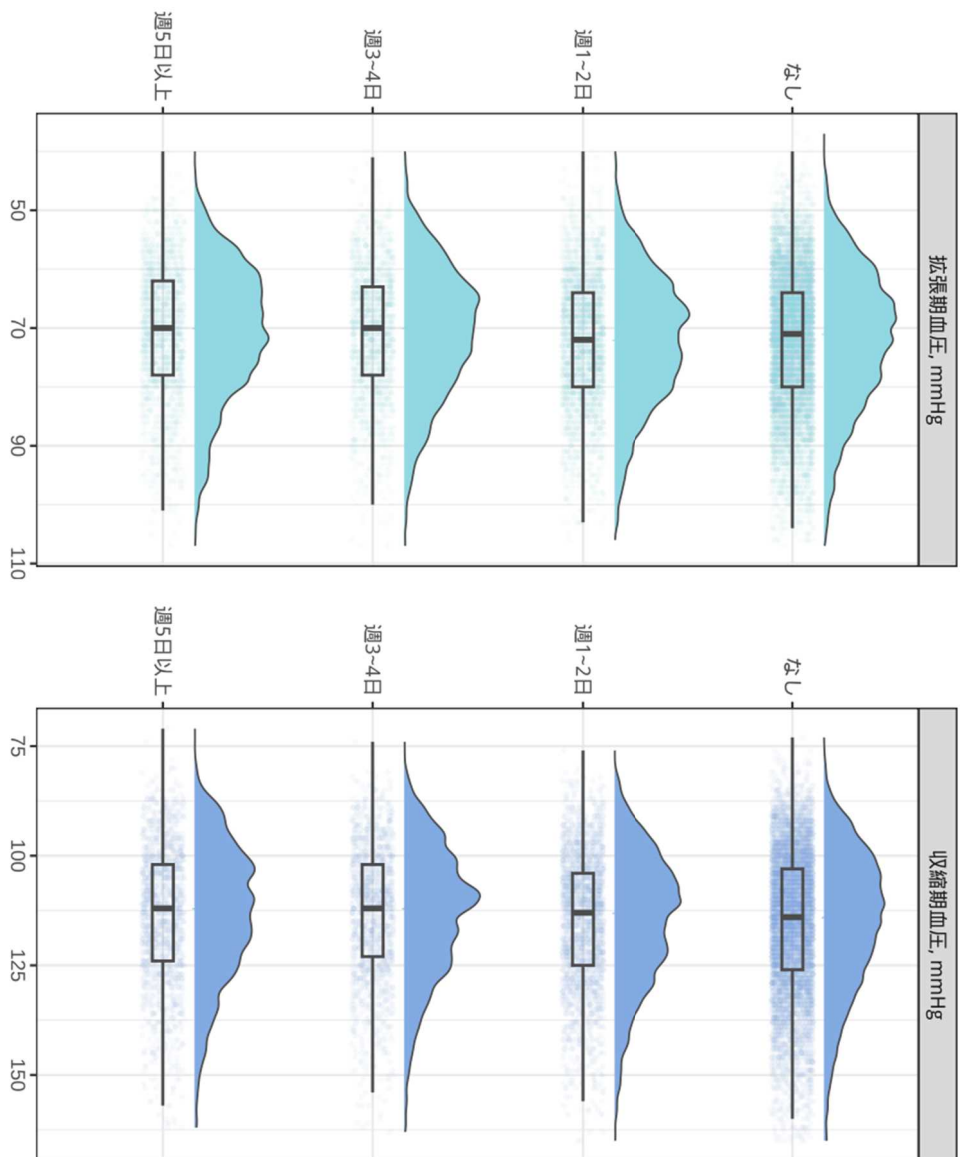 拡張期血圧, mmHg
なし
週1~2日
週3~4日
週5日以上
50
70
90
110
収縮期血圧, mmHg
なし
週1~2日
週3~4日
週5日以上
75
100
125
150